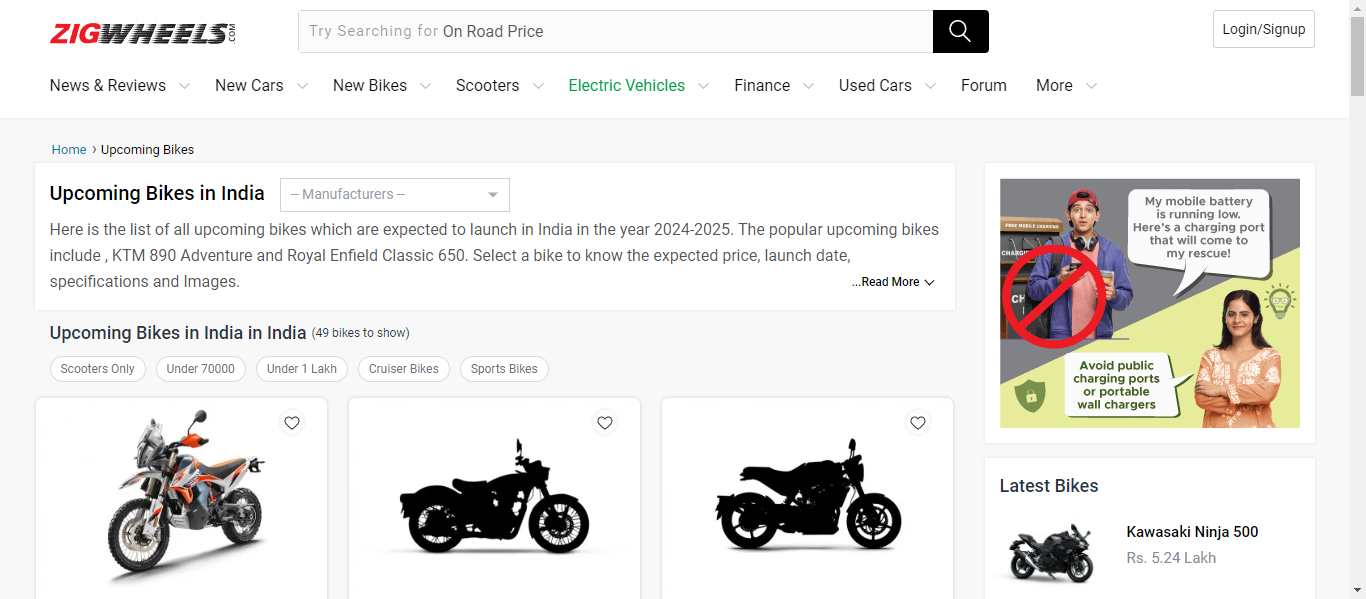 ZIGWHEELS.COM
Try Searching for On Road Price
Login/Signup
News & Reviews
New Cars
New Bikes
Scooters
Electric Vehicles
Finance
Used Cars
Forum
More
Home › Upcoming Bikes
Upcoming Bikes in India
-- Manufacturers --
Here is the list of all upcoming bikes which are expected to launch in India in the year 2024-2025. The popular upcoming bikes
include , KTM 890 Adventure and Royal Enfield Classic 650. Select a bike to know the expected price, launch date,
specifications and Images.
...Read More
Upcoming Bikes in India in India (49 bikes to show)
Scooters Only
Under 70000
Under 1 Lakh
Cruiser Bikes
Sports Bikes
FREE MOBILE CHARGING
My mobile battery
is running low.
Here's a charging port
that will come to
my rescue!
Avoid public
charging ports
or portable
wall chargers
Latest Bikes
Kawasaki Ninja 500
Rs. 5.24 Lakh